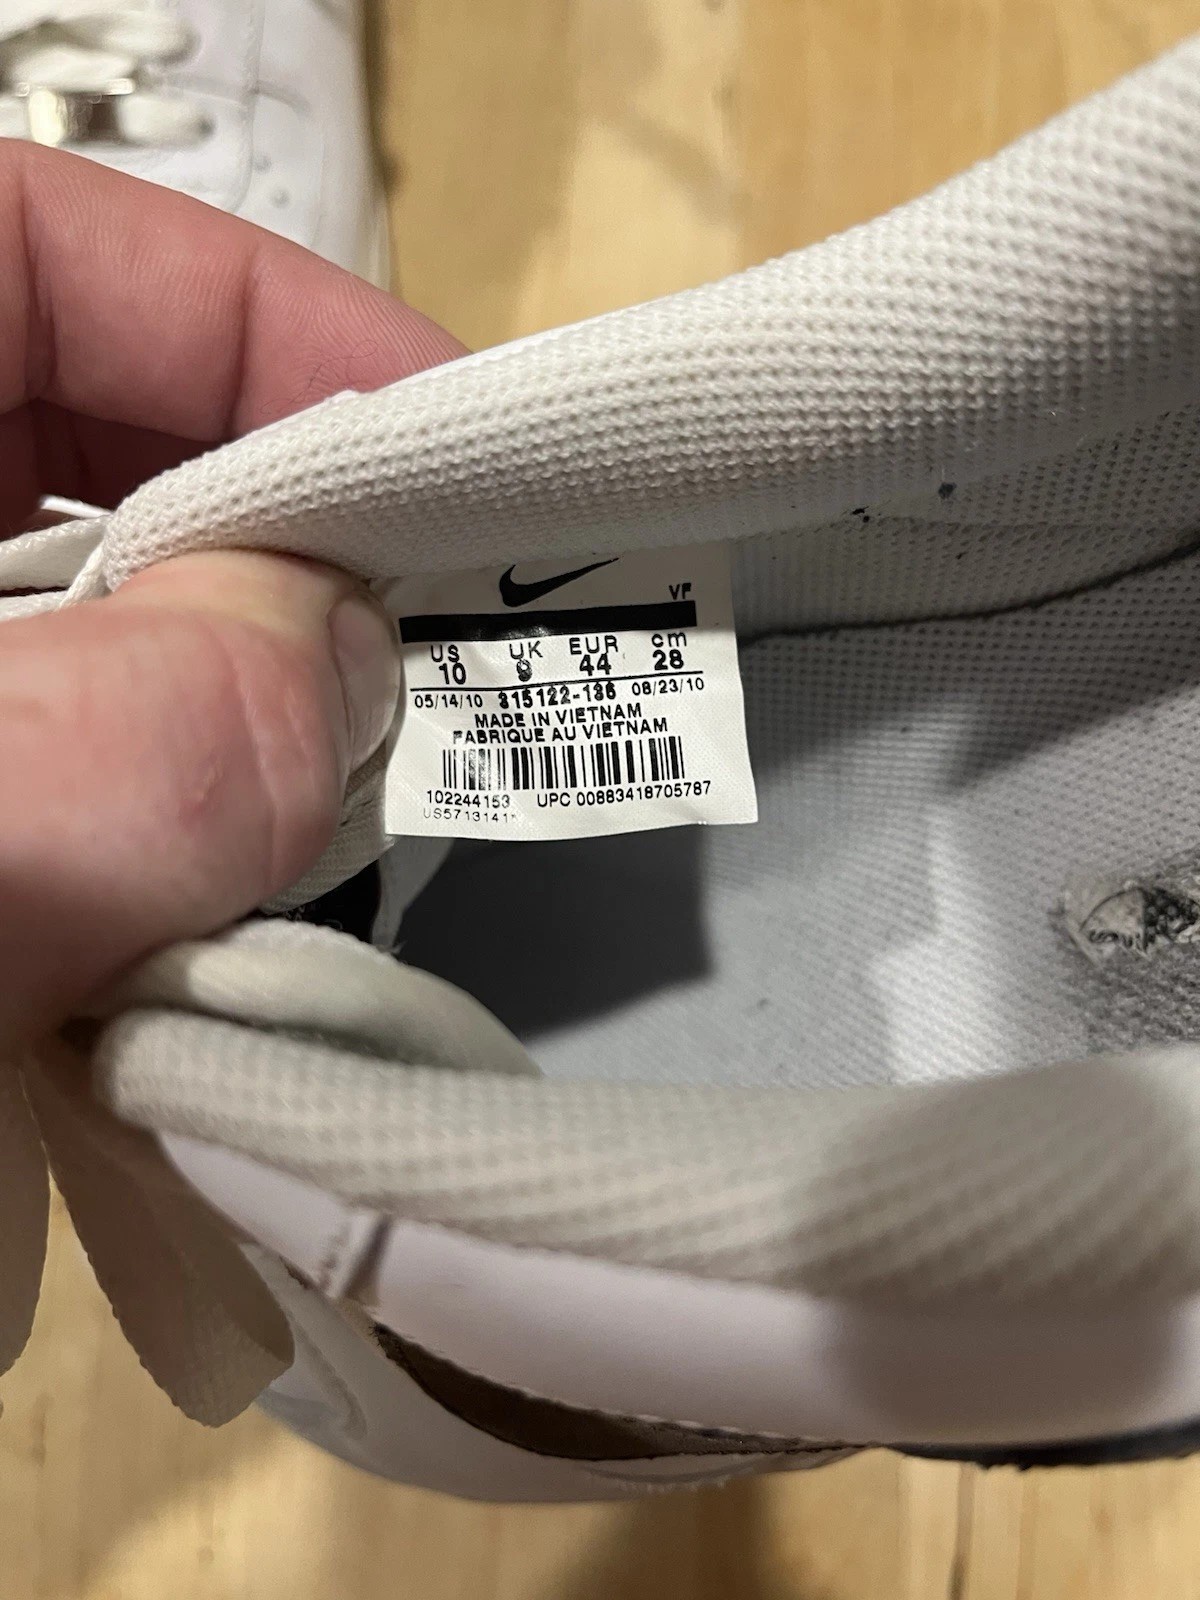 VF
US UK EUR cm
10 9 44 28
05/14/10 315122-136 08/23/10
MADE IN VIETNAM
FABRIQUE AU VIETNAM
102244153 UPC 00883418705787
US5713141